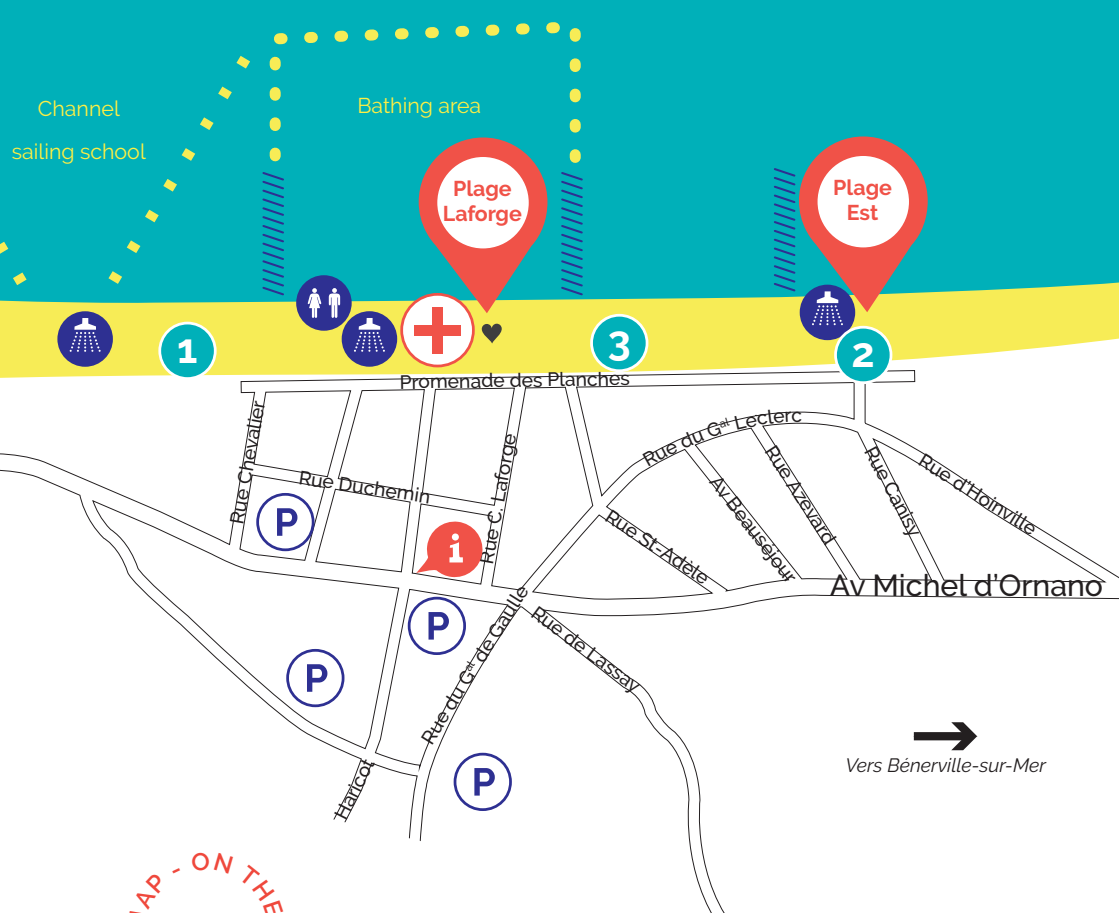 Channel
sailing school
Bathing area
Plage
Laforge
Plage
Est
1
3
2
Promenade des Planches
Rue Chevalier
Rue Duchemin
Rue C. Laforge
Rue du Gal Leclerc
Rue d'Hoinville
Rue Canisy
Rue Azévard
Av Beauséjour
Rue St-Adèle
P
i
Av Michel d'Ornano
P
Rue du Gal de Gaulle
Rue de Lassay
P
P
Haricot
Vers Bénerville-sur-Mer
AP - ON THE